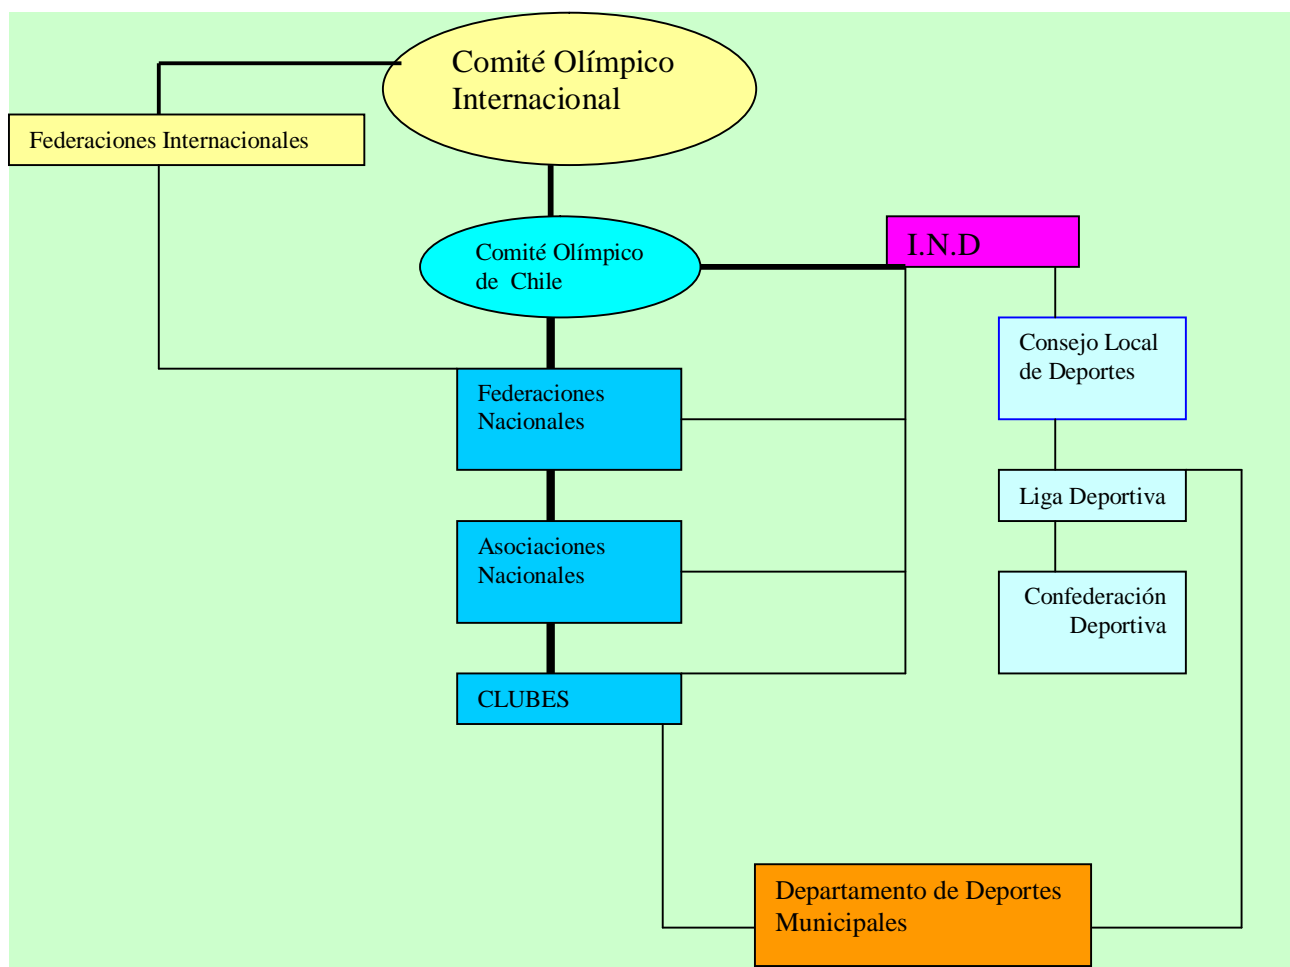 Comité Olímpico
Internacional
Federaciones Internacionales
Comité Olímpico
de  Chile
I.N.D
Consejo Local
de Deportes
Federaciones
Nacionales
Liga Deportiva
Asociaciones
Nacionales
Confederación
Deportiva
CLUBES
Departamento de Deportes
Municipales